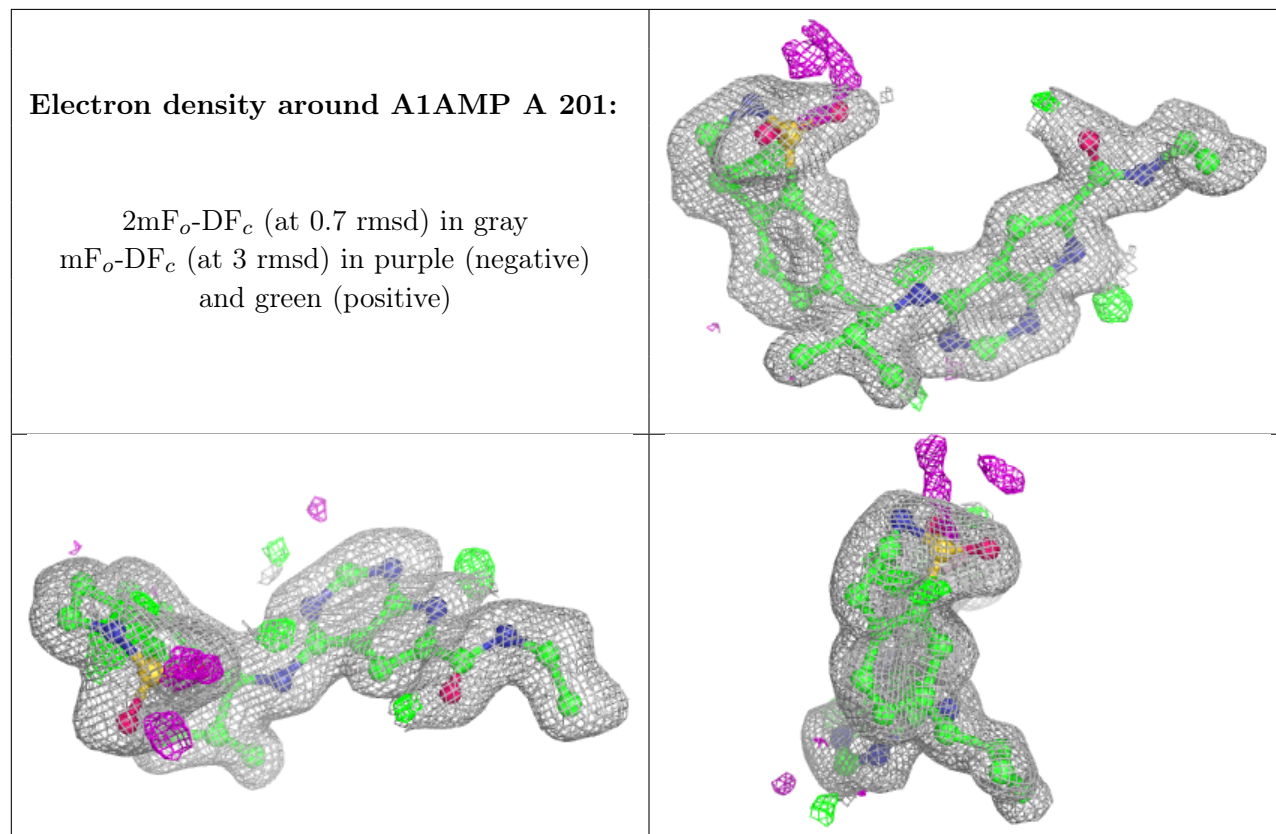 Electron density around A1AMP A 201:
2mFo-DFc (at 0.7 rmsd) in gray
mFo-DFc (at 3 rmsd) in purple (negative)
and green (positive)